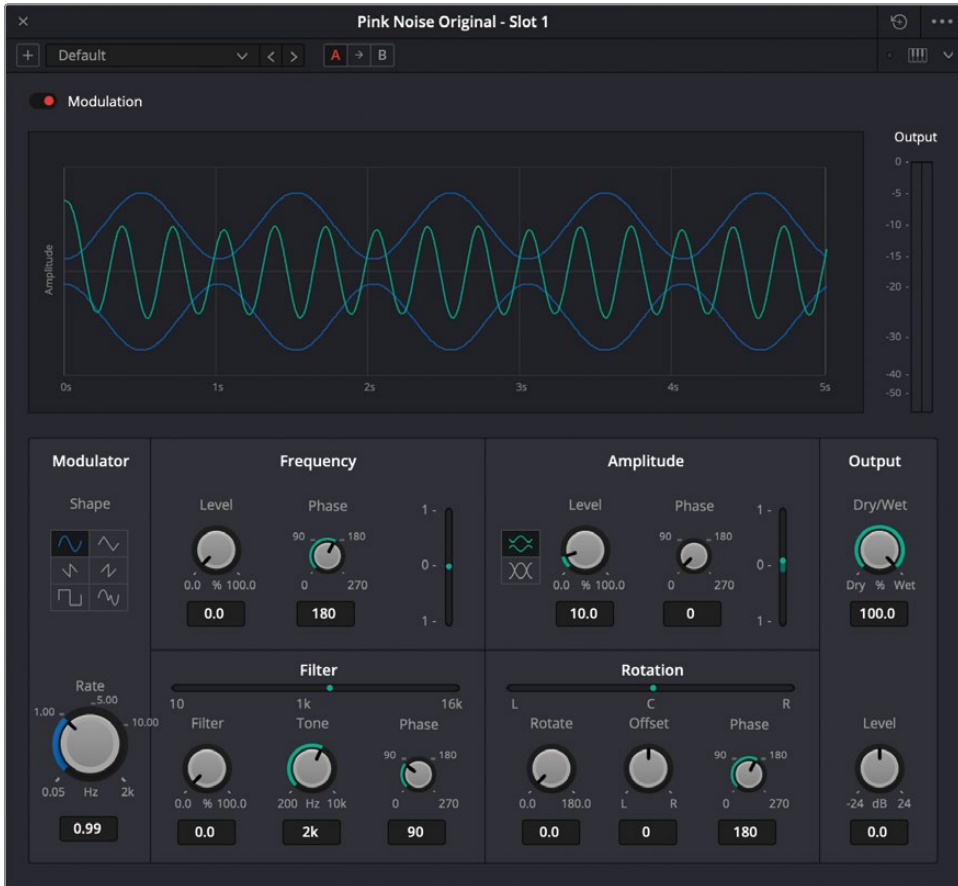 Pink Noise Original - Slot 1
Default
A
B
Modulation
Output
0
-5
-10
-15
-20
-30
-40
-50
Amplitude
0s
1s
2s
3s
4s
5s
Modulator
Shape
Rate
1.00
5.00
10.00
0.05 Hz 2k
0.99
Frequency
Level
0.0 % 100.0
0.0
Phase
90
180
0
270
180
1
0
1
Amplitude
Level
0.0 % 100.0
10.0
Phase
90
180
0
270
0
1
0
1
Output
Dry/Wet
Dry % Wet
100.0
Filter
10
1k
16k
Filter
0.0 % 100.0
0.0
Tone
200 Hz 10k
2k
Phase
90
180
0
270
90
Rotation
L
C
R
Rotate
0.0
180.0
0.0
Offset
L
R
0
Phase
90
180
0
270
180
Level
-24 dB 24
0.0